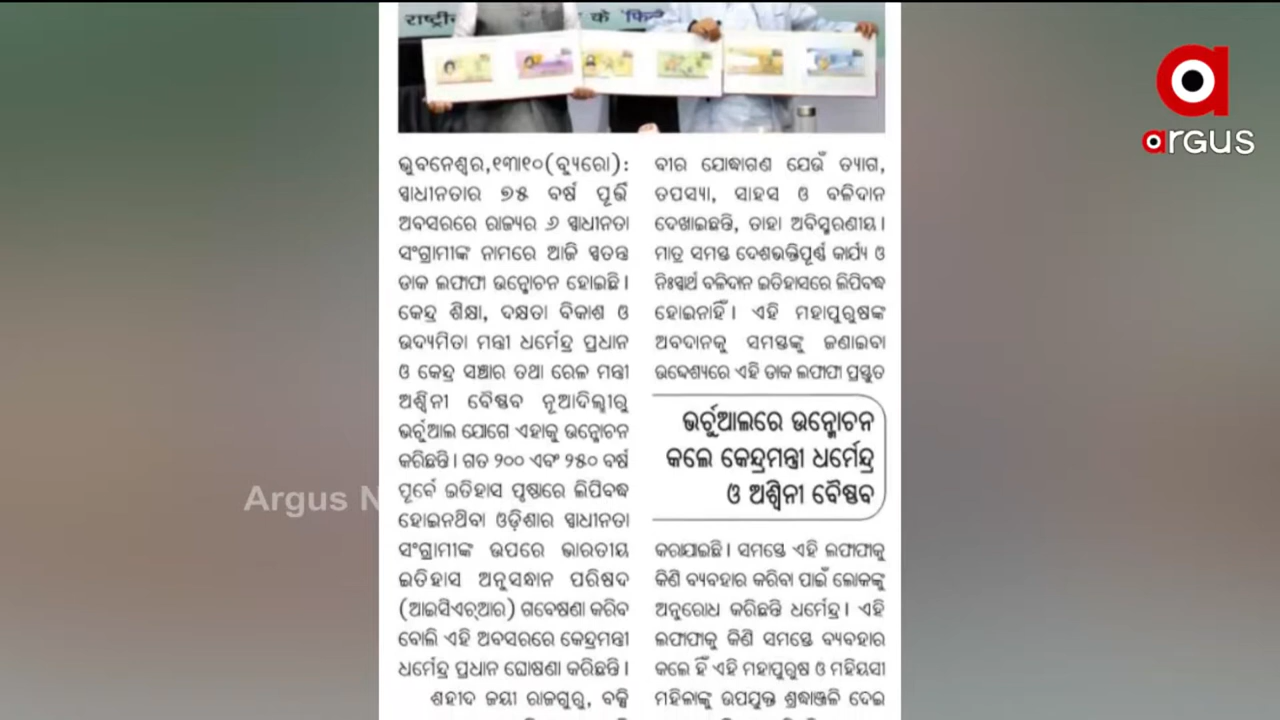 राष्ट्री
के 'फि
argus
ଭୁବନେଶ୍ୱର,୧୩।୧୦(ବ୍ୟୁରୋ):
ସ୍ୱାଧୀନତାର ୭୫ ବର୍ଷ ପୂର୍ତ୍ତି
ଅବସରରେ ରାଜ୍ୟର ୬ ସ୍ୱାଧୀନତା
ସଂଗ୍ରାମୀଙ୍କ ନାମରେ ଆଜି ସ୍ୱତନ୍ତ୍ର
ଡାକ ଲଫାଫା ଉନ୍ମୋଚନ ହୋଇଛି ।
କେନ୍ଦ୍ର ଶିକ୍ଷା, ଦକ୍ଷତା ବିକାଶ ଓ
ଉଦ୍ୟମିତା ମନ୍ତ୍ରୀ ଧର୍ମେନ୍ଦ୍ର ପ୍ରଧାନ
ଓ କେନ୍ଦ୍ର ସଞ୍ଚାର ତଥା ରେଳ ମନ୍ତ୍ରୀ
ଅଶ୍ୱିନୀ ବୈଷ୍ଣବ ନୂଆଦିଲ୍ଲୀରୁ
ଭର୍ଚୁଆଲ ଯୋଗେ ଏହାକୁ ଉନ୍ମୋଚନ
କରିଛନ୍ତି । ଗତ ୨୦୦ ଏବଂ ୨୫୦ ବର୍ଷ
ପୂର୍ବେ ଇତିହାସ ପୃଷ୍ଠାରେ ଲିପିବଦ୍ଧ
ହୋଇନଥିବା ଓଡ଼ିଶାର ସ୍ୱାଧୀନତା
ସଂଗ୍ରାମୀଙ୍କ ଉପରେ ଭାରତୀୟ
ଇତିହାସ ଅନୁସନ୍ଧାନ ପରିଷଦ
(ଆଇସିଏଚ୍‌ଆର) ଗବେଷଣା କରିବ
ବୋଲି ଏହି ଅବସରରେ କେନ୍ଦ୍ରମନ୍ତ୍ରୀ
ଧର୍ମେନ୍ଦ୍ର ପ୍ରଧାନ ଘୋଷଣା କରିଛନ୍ତି ।
ଶହୀଦ ଜୟୀ ରାଜଗୁରୁ, ବକ୍ସି
ବୀର ଯୋଦ୍ଧାଗଣ ଯେଉଁ ତ୍ୟାଗ,
ତପସ୍ୟା, ସାହସ ଓ ବଳିଦାନ
ଦେଖାଇଛନ୍ତି, ତାହା ଅବିସ୍ମରଣୀୟ ।
ମାତ୍ର ସମସ୍ତ ଦେଶଭକ୍ତିପୂର୍ଣ୍ଣ କାର୍ଯ୍ୟ ଓ
ନିଃସ୍ୱାର୍ଥ ବଳିଦାନ ଇତିହାସରେ ଲିପିବଦ୍ଧ
ହୋଇନାହିଁ । ଏହି ମହାପୁରୁଷଙ୍କ
ଅବଦାନକୁ ସମସ୍ତଙ୍କୁ ଜଣାଇବା
ଉଦ୍ଦେଶ୍ୟରେ ଏହି ଡାକ ଲଫାଫା ପ୍ରସ୍ତୁତ
ଭର୍ଚୁଆଲରେ ଉନ୍ମୋଚନ
କଲେ କେନ୍ଦ୍ରମନ୍ତ୍ରୀ ଧର୍ମେନ୍ଦ୍ର
ଓ ଅଶ୍ୱିନୀ ବୈଷ୍ଣବ
କରାଯାଇଛି । ସମସ୍ତେ ଏହି ଲଫାଫାକୁ
କିଣି ବ୍ୟବହାର କରିବା ପାଇଁ ଲୋକଙ୍କୁ
ଅନୁରୋଧ କରିଛନ୍ତି ଧର୍ମେନ୍ଦ୍ର । ଏହି
ଲଫାଫାକୁ କିଣି ସମସ୍ତେ ବ୍ୟବହାର
କଲେ ହିଁ ଏହି ମହାପୁରୁଷ ଓ ମହିୟସୀ
ମହିଳାଙ୍କୁ ଉପଯୁକ୍ତ ଶ୍ରଦ୍ଧାଞ୍ଜଳି ଦେଇ
Argus N